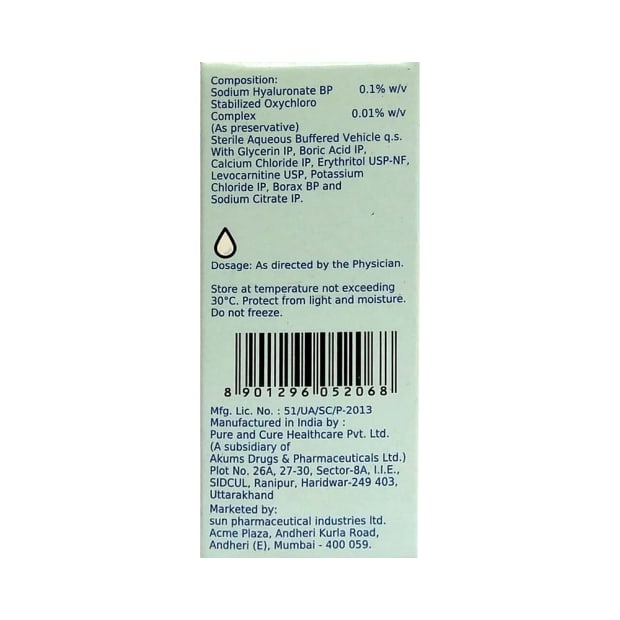 Composition:
Sodium Hyaluronate BP 0.1% w/v
Stabilized Oxychloro
Complex 0.01% w/v
(As preservative)
Sterile Aqueous Buffered Vehicle q.s.
With Glycerin IP, Boric Acid IP,
Calcium Chloride IP, Erythritol USP-NF,
Levocarnitine USP, Potassium
Chloride IP, Borax BP and
Sodium Citrate IP.
Dosage: As directed by the Physician.
Store at temperature not exceeding
30°C. Protect from light and moisture.
Do not freeze.
8 901296 052068
Mfg. Lic. No. : 51/UA/SC/P-2013
Manufactured in India by :
Pure and Cure Healthcare Pvt. Ltd.
(A subsidiary of
Akums Drugs & Pharmaceuticals Ltd.)
Plot No. 26A, 27-30, Sector-8A, I.I.E.,
SIDCUL, Ranipur, Haridwar-249 403,
Uttarakhand
Marketed by:
sun pharmaceutical industries ltd.
Acme Plaza, Andheri Kurla Road,
Andheri (E), Mumbai - 400 059.